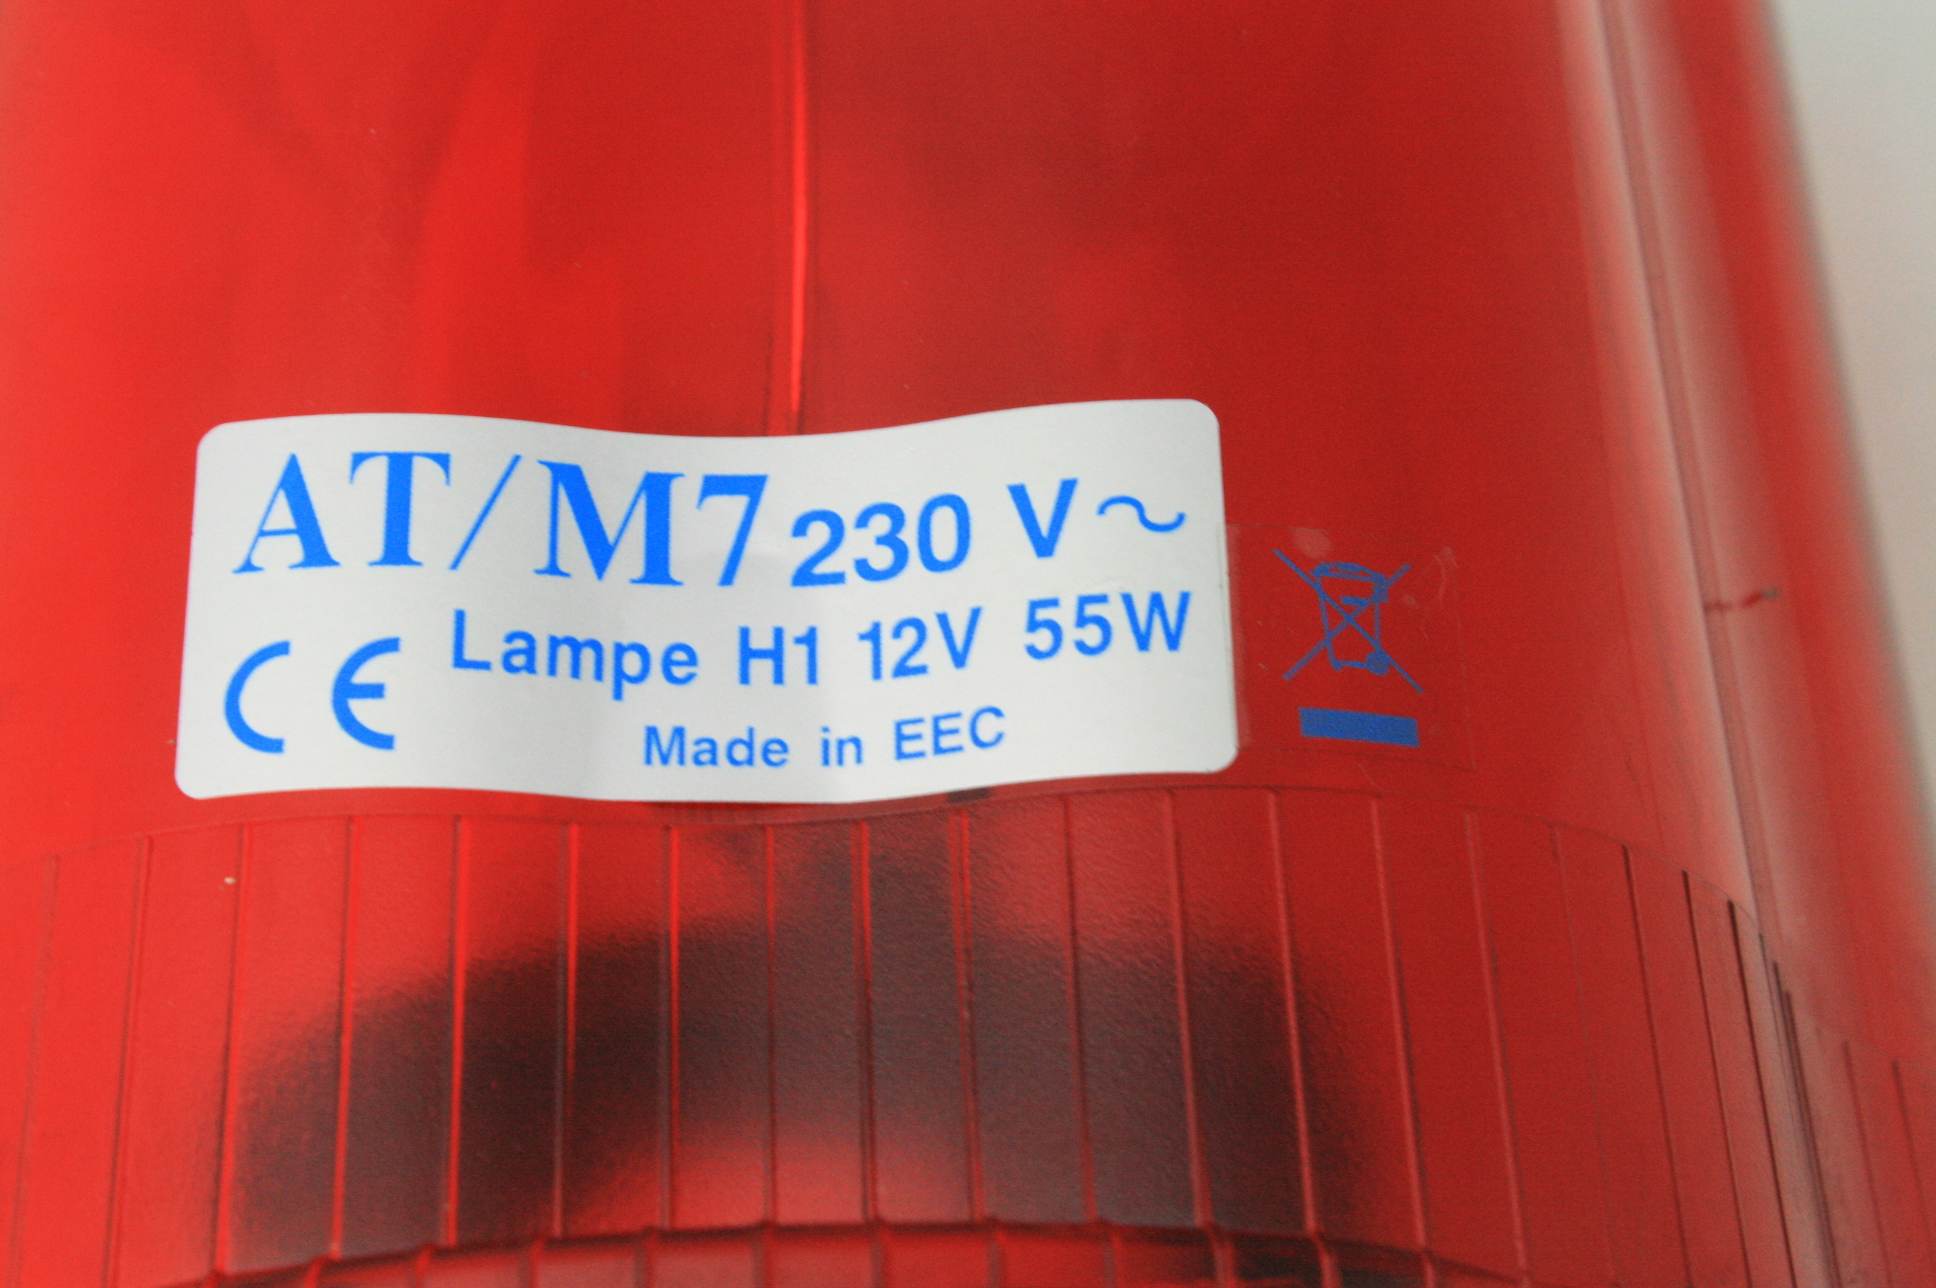 AT/M7 230 V~
CE Lampe H1 12V 55W
Made in EEC